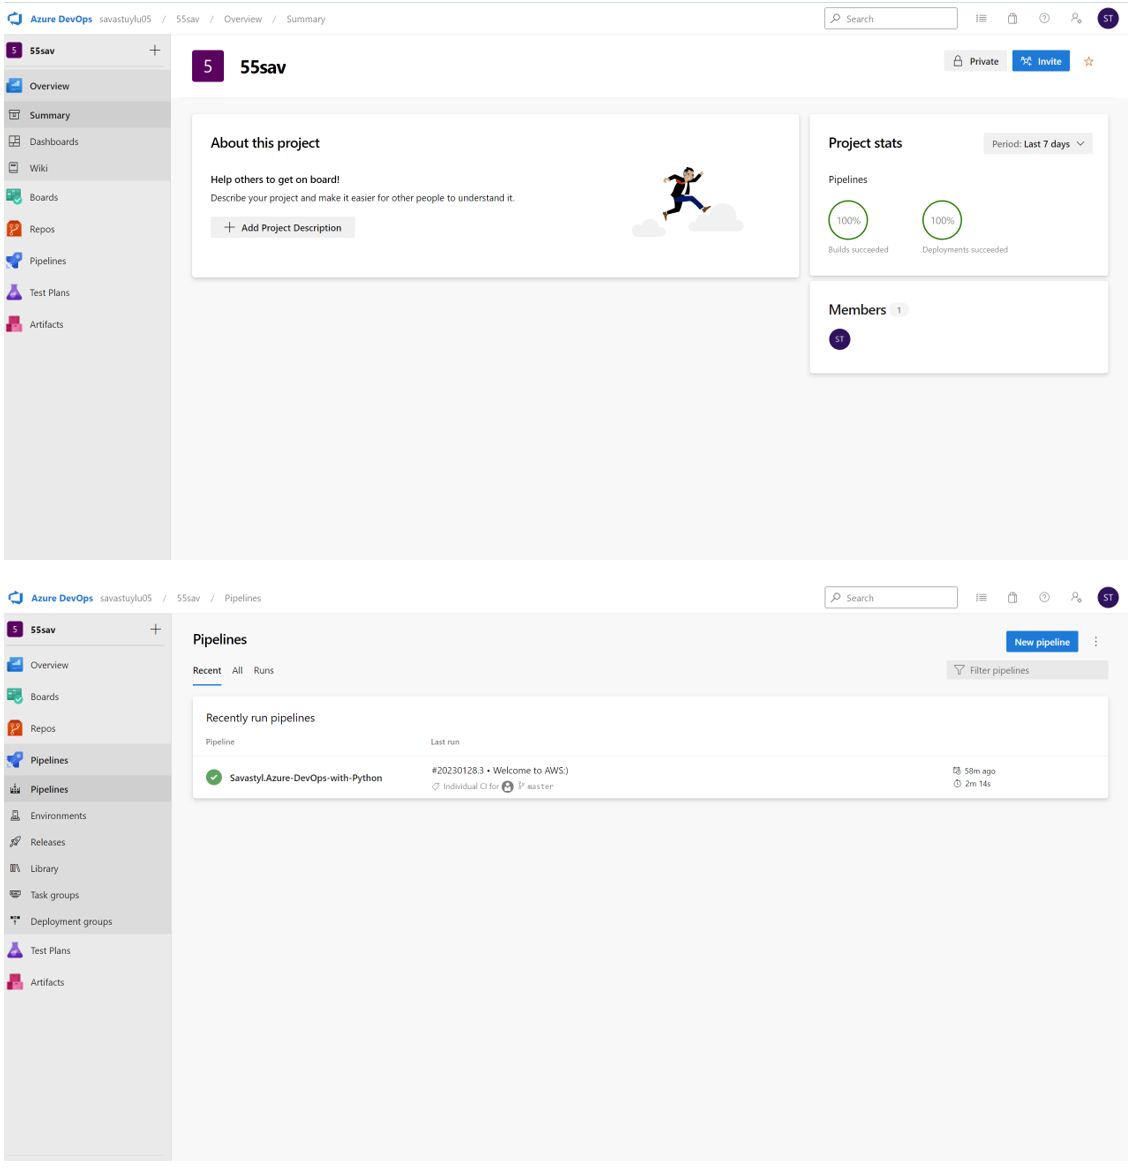 Azure DevOps savastuylu05 / 55sav / Overview / Summary
Search
ST
5 55sav
Overview
Summary
Dashboards
Wiki
Boards
Repos
Pipelines
Test Plans
Artifacts
5 55sav
Private
Invite
About this project
Help others to get on board!
Describe your project and make it easier for other people to understand it.
Add Project Description
Project stats
Period: Last 7 days
Pipelines
100% 100%
Builds succeeded Deployments succeeded
Members 1
ST
Azure DevOps savastuylu05 / 55sav / Pipelines
Search
ST
5 55sav
Overview
Boards
Repos
Pipelines
Pipelines
Environments
Releases
Library
Task groups
Deployment groups
Test Plans
Artifacts
Pipelines
New pipeline
Recent All Runs
Filter pipelines
Recently run pipelines
Pipeline Last run
Savastyl.Azure-DevOps-with-Python
#20230128.3 • Welcome to AWS:)
Individual CI for master
58m ago
2m 14s